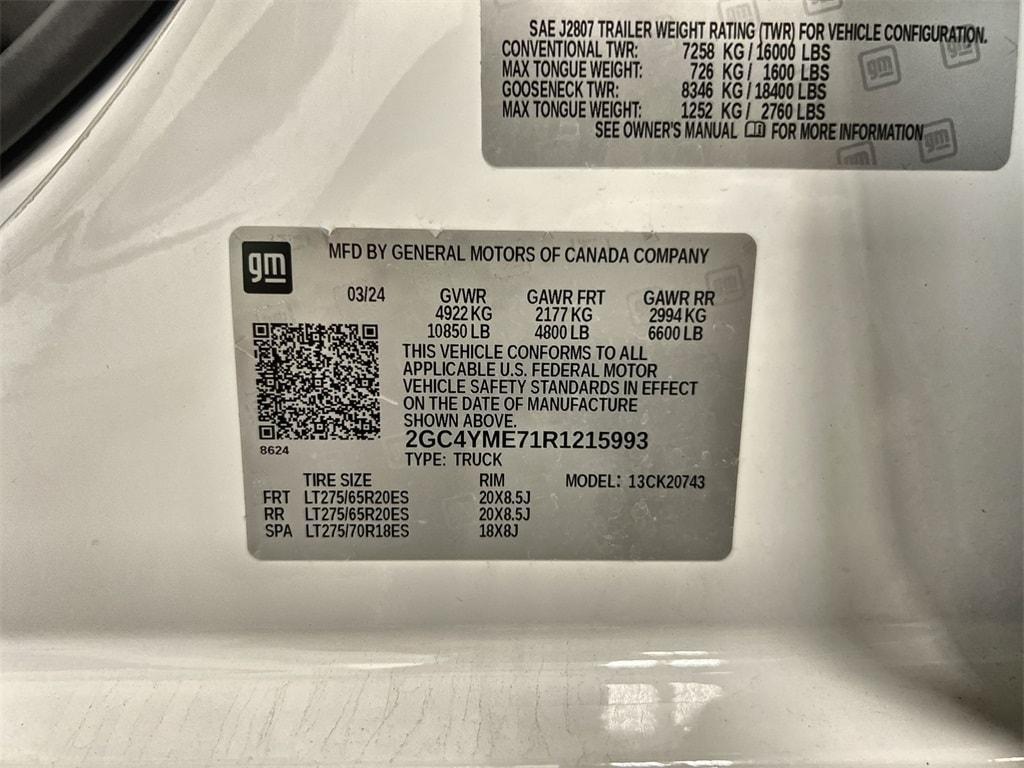 SAE J2807 TRAILER WEIGHT RATING (TWR) FOR VEHICLE CONFIGURATION.
CONVENTIONAL TWR: 7258 KG / 16000 LBS
MAX TONGUE WEIGHT: 726 KG / 1600 LBS
GOOSENECK TWR: 8346 KG / 18400 LBS
MAX TONGUE WEIGHT: 1252 KG / 2760 LBS
SEE OWNER'S MANUAL FOR MORE INFORMATION
gm
gm
gm
gm
gm MFD BY GENERAL MOTORS OF CANADA COMPANY
03/24 GVWR GAWR FRT GAWR RR
4922 KG 2177 KG 2994 KG
10850 LB 4800 LB 6600 LB
THIS VEHICLE CONFORMS TO ALL
APPLICABLE U.S. FEDERAL MOTOR
VEHICLE SAFETY STANDARDS IN EFFECT
ON THE DATE OF MANUFACTURE
SHOWN ABOVE.
2GC4YME71R1215993
8624
TYPE: TRUCK
TIRE SIZE RIM MODEL: 13CK20743
FRT LT275/65R20ES 20X8.5J
RR LT275/65R20ES 20X8.5J
SPA LT275/70R18ES 18X8J